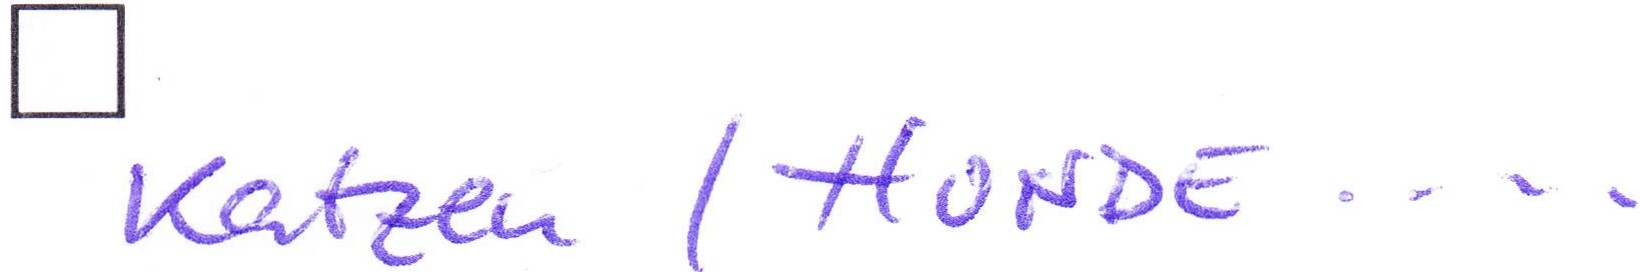 Katzen / HUNDE ....